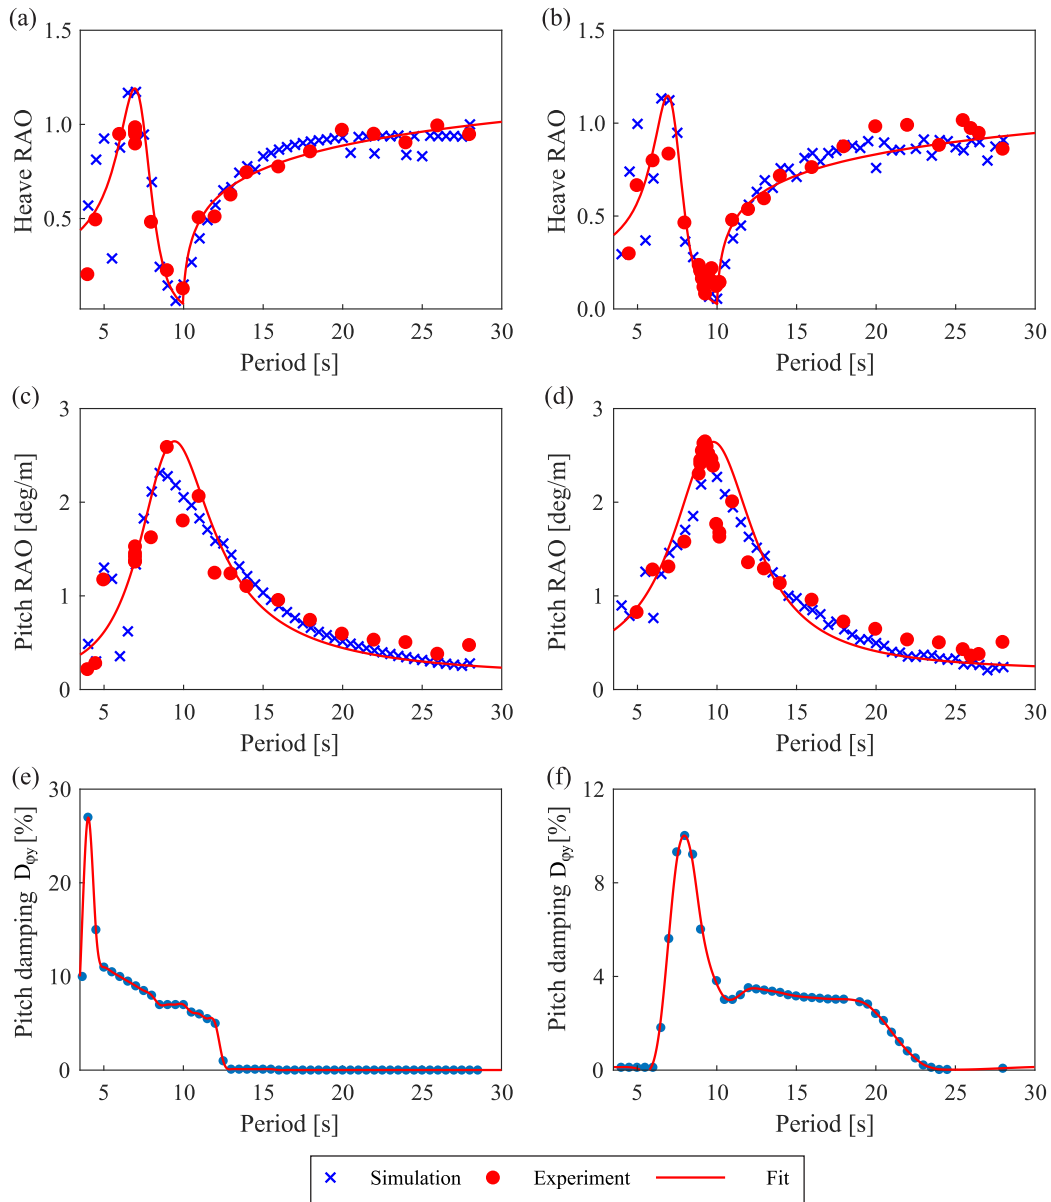 (a)
(b)
1.5
1.0
0.5
Heave RAO
5 10 15 20 25 30
Period [s]
1.5
1.0
0.5
0.0
Heave RAO
5 10 15 20 25 30
Period [s]
(c)
(d)
3
2
1
0
Pitch RAO [deg/m]
5 10 15 20 25 30
Period [s]
3
2
1
0
Pitch RAO [deg/m]
5 10 15 20 25 30
Period [s]
(e)
(f)
30
20
10
0
Pitch damping D_φy [%]
5 10 15 20 25 30
Period [s]
12
8
4
0
Pitch damping D_φy [%]
5 10 15 20 25 30
Period [s]
Simulation Experiment Fit